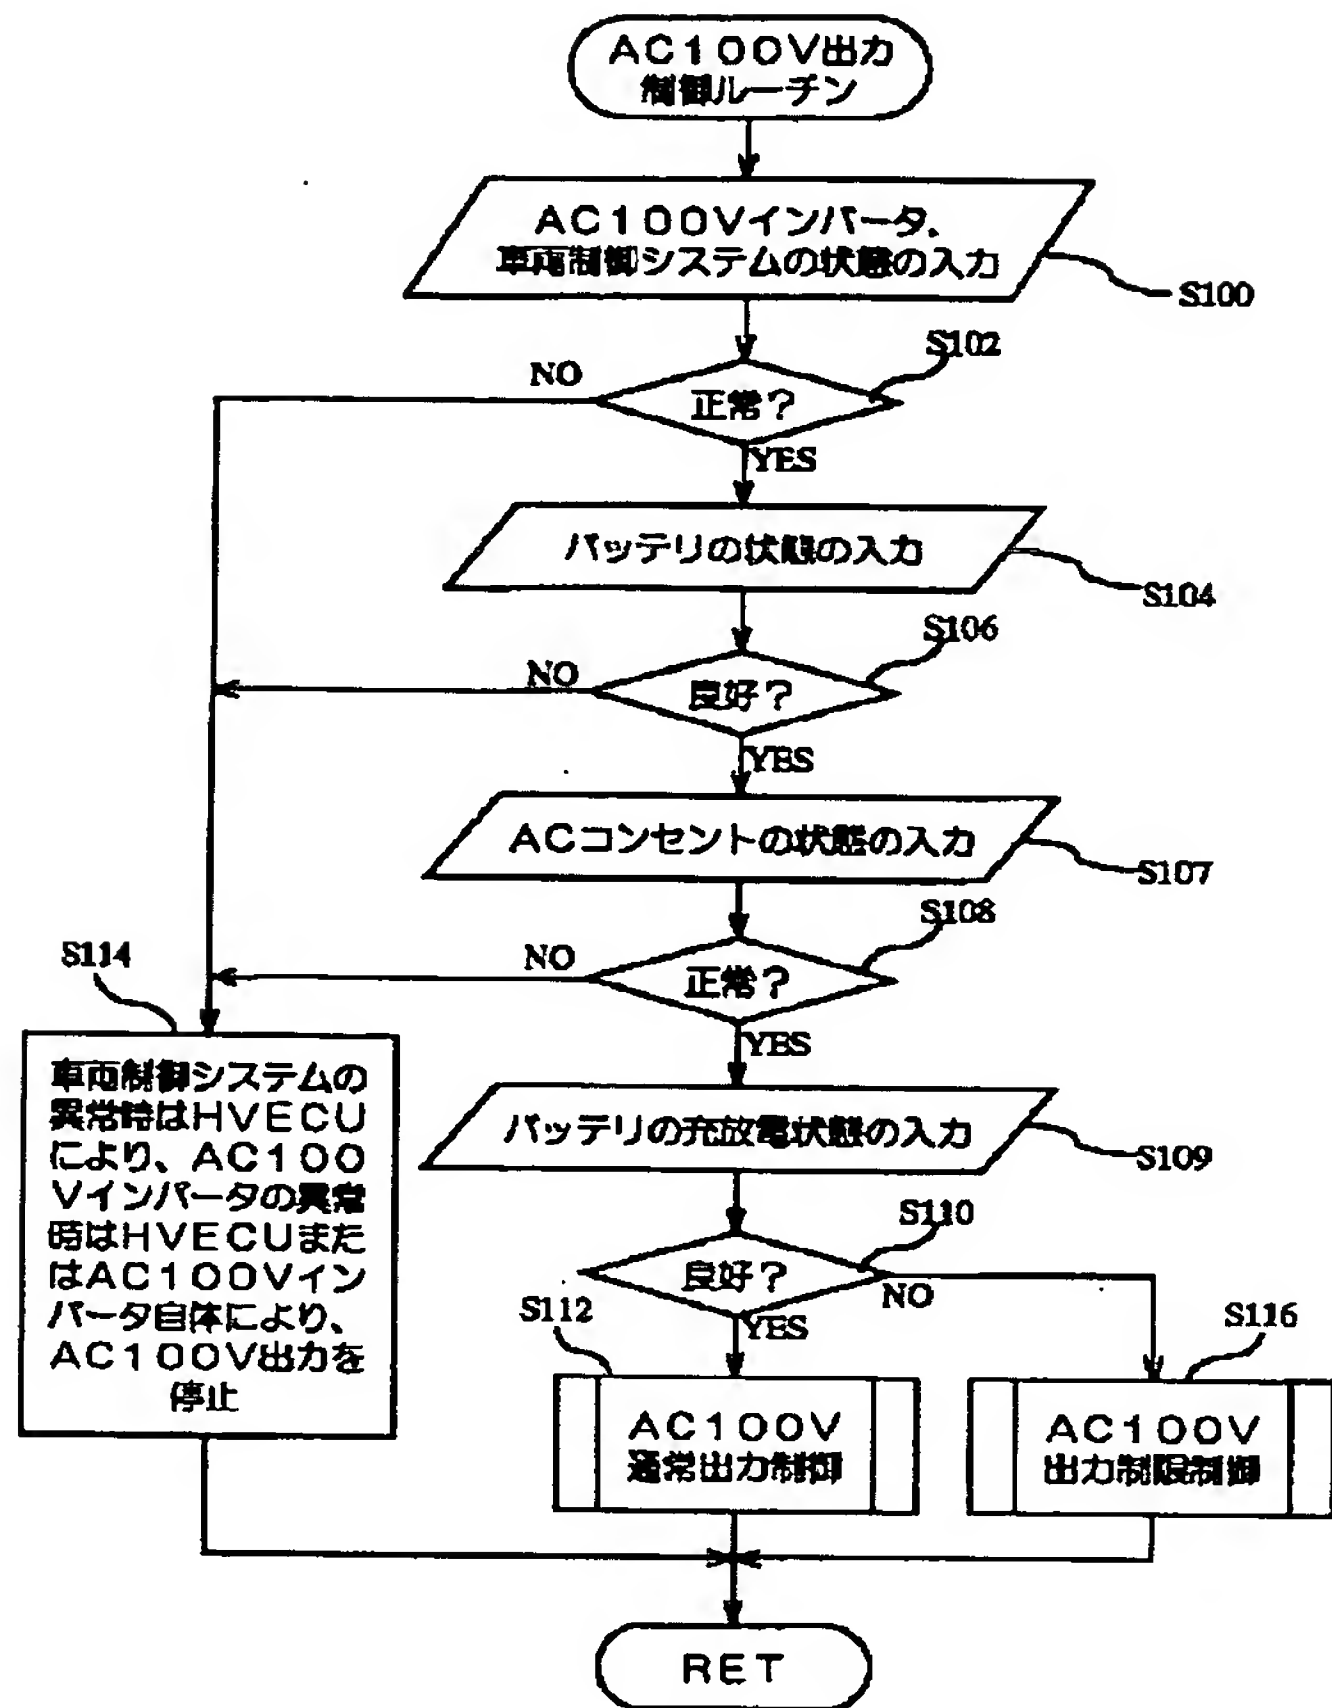 AC100V出力
制御ルーチン
AC100Vインバータ、
車両制御システムの状態の入力
S100
S102
NO
正常?
YES
バッテリの状態の入力
S104
S106
NO
良好?
YES
ACコンセントの状態の入力
S107
S108
NO
正常?
YES
S114
車両制御システムの
異常時はHVECU
により、AC100
Vインバータの異常
時はHVECUまた
はAC100Vイン
バータ自体により、
AC100V出力を
停止
バッテリの充放電状態の入力
S109
S110
良好?
NO
YES
S112
AC100V
通常出力制御
S116
AC100V
出力制限制御
RET